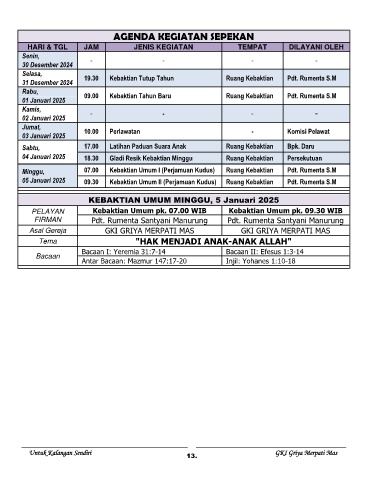 AGENDA KEGIATAN SEPEKAN
HARI & TGL JAM JENIS KEGIATAN TEMPAT DILAYANI OLEH
Senin,
30 Desember 2024 - - - -
Selasa,
31 Desember 2024 19.30 Kebaktian Tutup Tahun Ruang Kebaktian Pdt. Rumenta S.M
Rabu,
01 Januari 2025 09.00 Kebaktian Tahun Baru Ruang Kebaktian Pdt. Rumenta S.M
Kamis,
02 Januari 2025 - - - -
Jumat,
03 Januari 2025 10.00 Perlawatan - Komisi Pelawat
Sabtu,
04 Januari 2025
17.00 Latihan Paduan Suara Anak Ruang Kebaktian Bpk. Daru
18.30 Gladi Resik Kebaktian Minggu Ruang Kebaktian Persekutuan
Minggu,
05 Januari 2025
07.00 Kebaktian Umum I (Perjamuan Kudus) Ruang Kebaktian Pdt. Rumenta S.M
09.30 Kebaktian Umum II (Perjamuan Kudus) Ruang Kebaktian Pdt. Rumenta S.M
KEBAKTIAN UMUM MINGGU, 5 Januari 2025
PELAYAN FIRMAN
Kebaktian Umum pk. 07.00 WIB Kebaktian Umum pk. 09.30 WIB
Pdt. Rumenta Santyani Manurung Pdt. Rumenta Santyani Manurung
Asal Gereja GKI GRIYA MERPATI MAS GKI GRIYA MERPATI MAS
Tema "HAK MENJADI ANAK-ANAK ALLAH"
Bacaan
Bacaan I: Yeremia 31:7-14 Bacaan II: Efesus 1:3-14
Antar Bacaan: Mazmur 147:17-20 Injil: Yohanes 1:10-18
Untuk Kalangan Sendiri 13. GKI Griya Merpati Mas